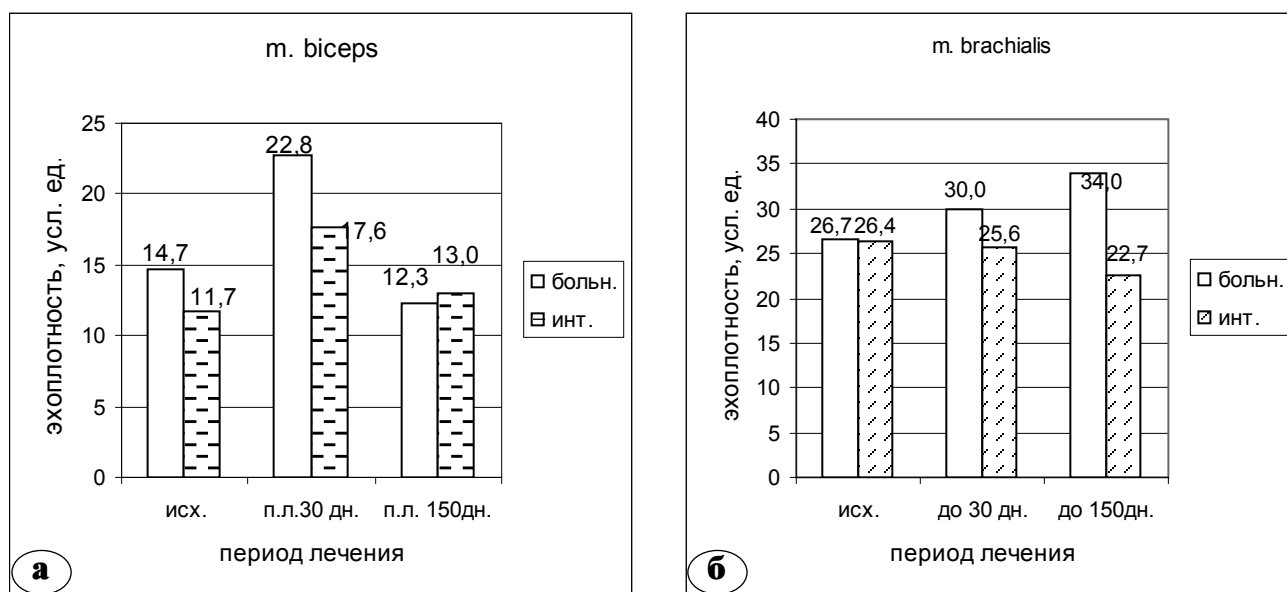 m. biceps
эхоплотность, усл. ед.
25
20
15
10
5
0
14,7
11,7
22,8
17,6
12,3
13,0
исх.
п.л.30 дн.
п.л. 150дн.
период лечения
больн.
инт.
а
m. brachialis
эхоплотность, усл. ед.
40
35
30
25
20
15
10
5
0
26,7
26,4
30,0
25,6
34,0
22,7
исх.
до 30 дн.
до 150дн.
период лечения
больн.
инт.
б